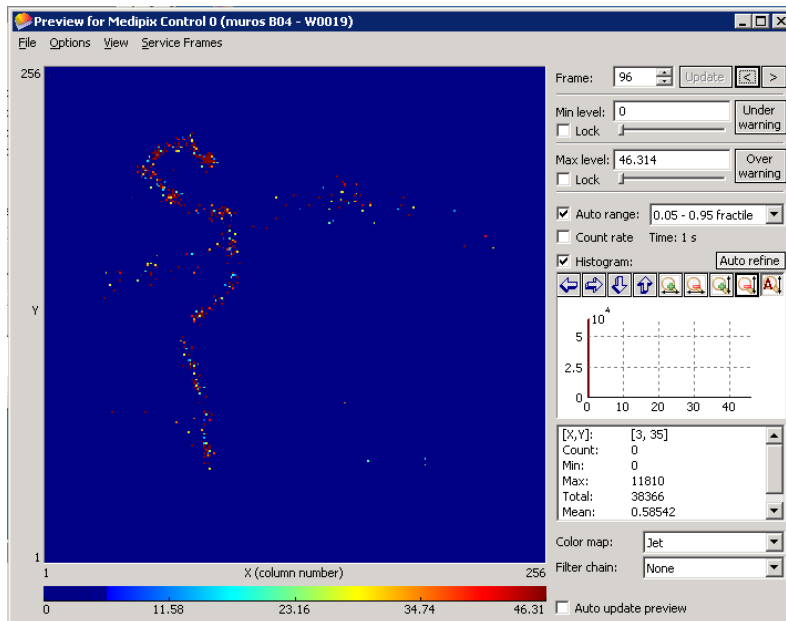 Preview for Medipix Control 0 (muros B04 - W0019)
File Options View Service Frames
256
Y
1
1 X (column number) 256
0 11.58 23.16 34.74 46.31
Frame: 96 Update < >
Min level: 0 Under warning
Lock
Max level: 46.314 Over warning
Lock
Auto range: 0.05 - 0.95 fractile
Count rate Time: 1 s
Histogram: Auto refine
A
10^4
5
2.5
0
0 10 20 30 40
[X,Y]: [3, 35]
Count: 0
Min: 0
Max: 11810
Total: 38366
Mean: 0.58542
Color map: Jet
Filter chain: None
Auto update preview